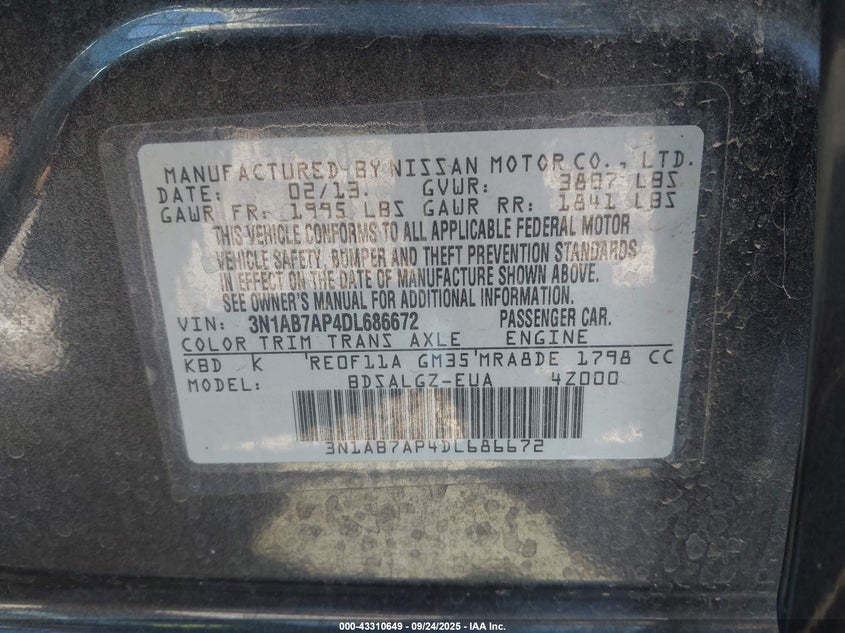 MANUFACTURED BY NISSAN MOTOR CO., LTD.
DATE: 02/13. GVWR: 3887 LBS
GAWR FR: 1995 LBS GAWR RR: 1841 LBS
THIS VEHICLE CONFORMS TO ALL APPLICABLE FEDERAL MOTOR
VEHICLE SAFETY, BUMPER AND THEFT PREVENTION STANDARDS
IN EFFECT ON THE DATE OF MANUFACTURE SHOWN ABOVE.
SEE OWNER'S MANUAL FOR ADDITIONAL INFORMATION.
VIN: 3N1AB7AP4DL686672 PASSENGER CAR.
COLOR TRIM TRANS AXLE ENGINE
KBD K RE0F11A GM35 MRA8DE 1798 CC
MODEL: BDSALGZ-EUA 4Z000
3N1AB7AP4DL686672
000-43310649 - 09/24/2025 - IAA Inc.